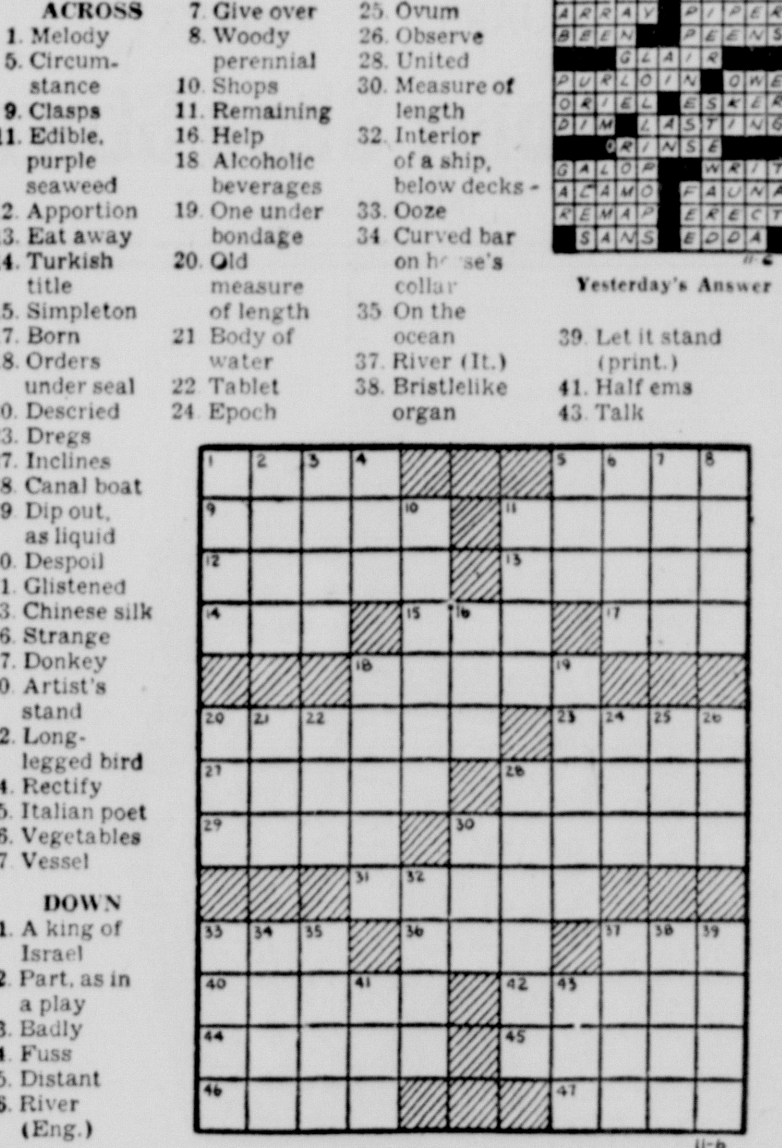 ACROSS
1. Melody
5. Circum-
stance
9. Clasps
11. Edible,
purple
seaweed
2. Apportion
3. Eat away
4. Turkish
title
5. Simpleton
7. Born
8. Orders
under seal
0. Descried
3. Dregs
7. Inclines
8. Canal boat
9. Dip out,
as liquid
0. Despoil
1. Glistened
3. Chinese silk
6. Strange
7. Donkey
0. Artist's
stand
2. Long-
legged bird
4. Rectify
5. Italian poet
6. Vegetables
7. Vessel
DOWN
1. A king of
Israel
2. Part, as in
a play
3. Badly
4. Fuss
5. Distant
6. River
(Eng.)
7. Give over
8. Woody
perennial
10. Shops
11. Remaining
16. Help
18. Alcoholic
beverages
19. One under
bondage
20. Old
measure
of length
21 Body of
water
22 Tablet
24. Epoch
25. Ovum
26. Observe
28. United
30. Measure of
length
32. Interior
of a ship,
below decks -
33. Ooze
34 Curved bar
on
collar
35 On the
ocean
37. River (It.)
38. Bristlelike
organ
ARRAY PIPER
BEEN PEENS
GLAIR
PURLOIN OWE
ORIEL ESKER
DIM LASTING
RINSE
GALOP WRIT
ALAMO FAUNA
REMAP ERECT
SANS EDDA
11-6
Yesterday's Answer
39. Let it stand
(print.)
41. Half ems
43. Talk
1 2 3 4 5 6 7 8
9 10 11
12 13
14 15 16 17
18 19
20 21 22 23 24 25 26
27 28
29 30
31 32
33 34 35 36 37 38 39
40 41 42 43
44 45
46 47
11-6